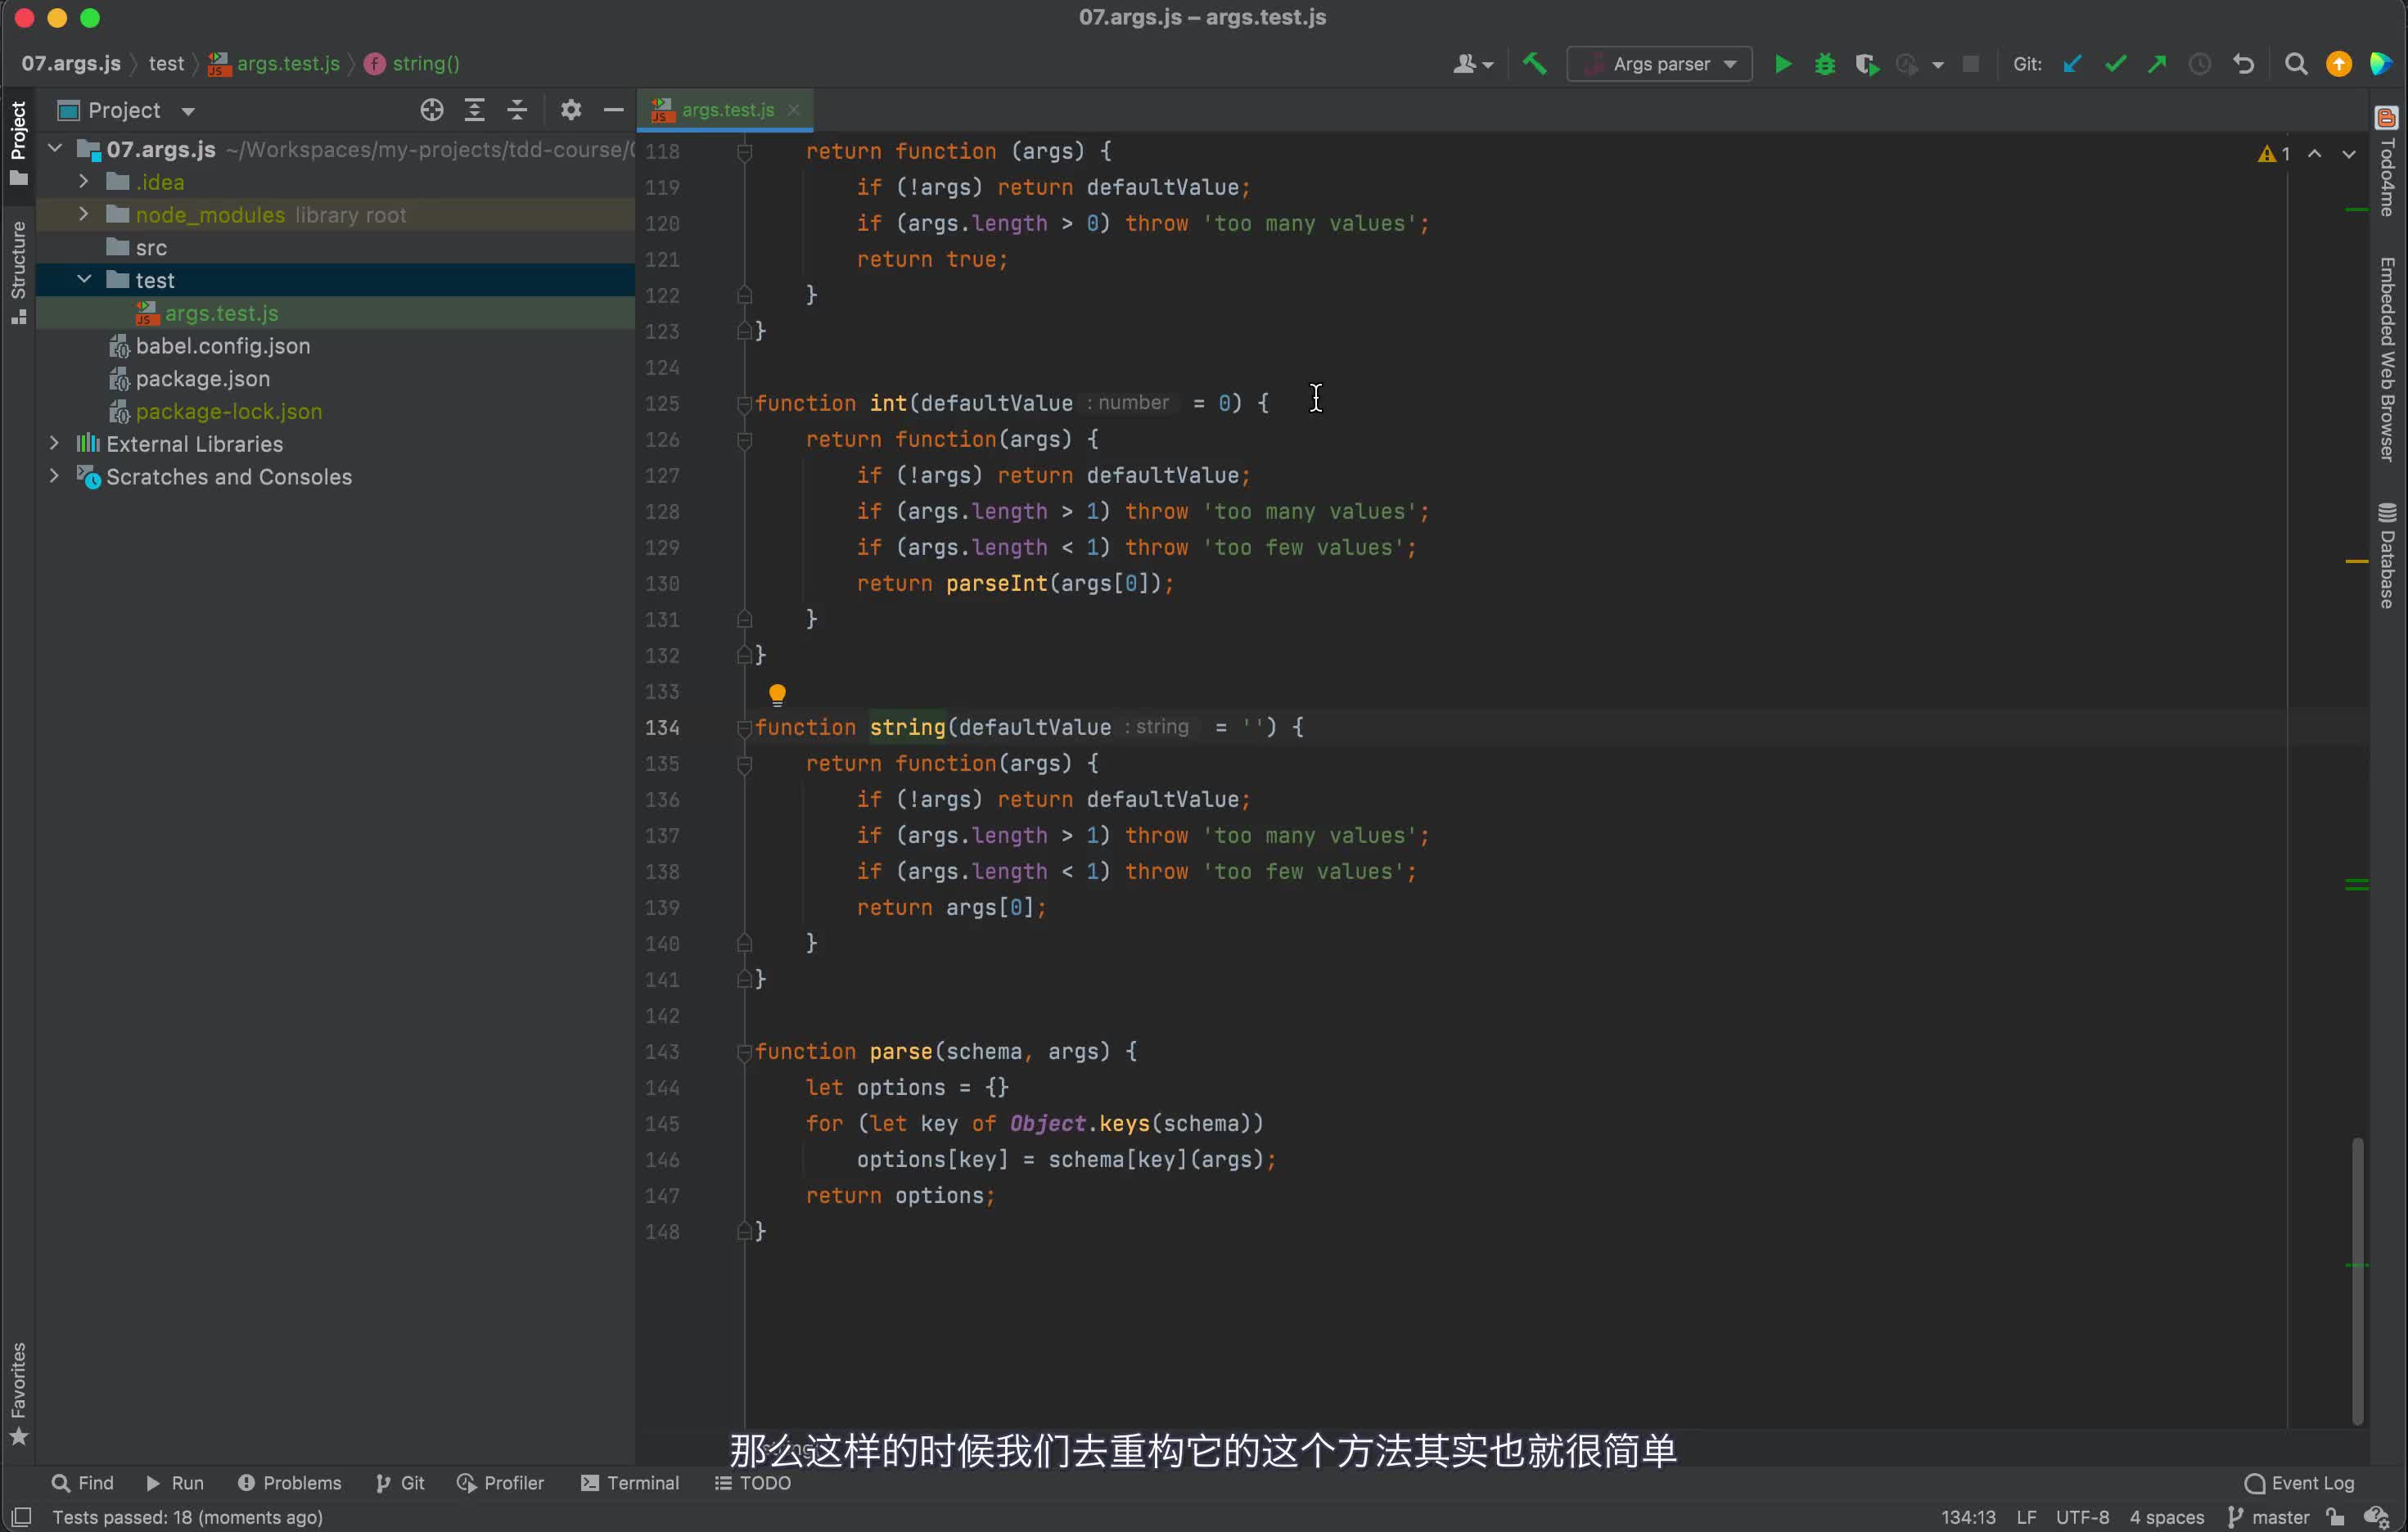 07.args.js – args.test.js
07.args.js test args.test.js string()
Args parser
Git:
Project
args.test.js
07.args.js ~/Workspaces/my-projects/tdd-course/
.idea
node_modules library root
src
test
args.test.js
babel.config.json
package.json
package-lock.json
External Libraries
Scratches and Consoles
Project
Structure
Favorites
118 return function (args) {
119 if (!args) return defaultValue;
120 if (args.length > 0) throw 'too many values';
121 return true;
122 }
123 }
124
125 function int(defaultValue : number = 0) {
126 return function(args) {
127 if (!args) return defaultValue;
128 if (args.length > 1) throw 'too many values';
129 if (args.length < 1) throw 'too few values';
130 return parseInt(args[0]);
131 }
132 }
133
134 function string(defaultValue : string = '') {
135 return function(args) {
136 if (!args) return defaultValue;
137 if (args.length > 1) throw 'too many values';
138 if (args.length < 1) throw 'too few values';
139 return args[0];
140 }
141 }
142
143 function parse(schema, args) {
144 let options = {}
145 for (let key of Object.keys(schema))
146 options[key] = schema[key](args);
147 return options;
148 }
1
Todo4me
Embedded Web Browser
Database
那么这样的时候我们去重构它的这个方法其实也就很简单
Find Run Problems Git Profiler Terminal TODO Event Log
Tests passed: 18 (moments ago) 134:13 LF UTF-8 4 spaces master